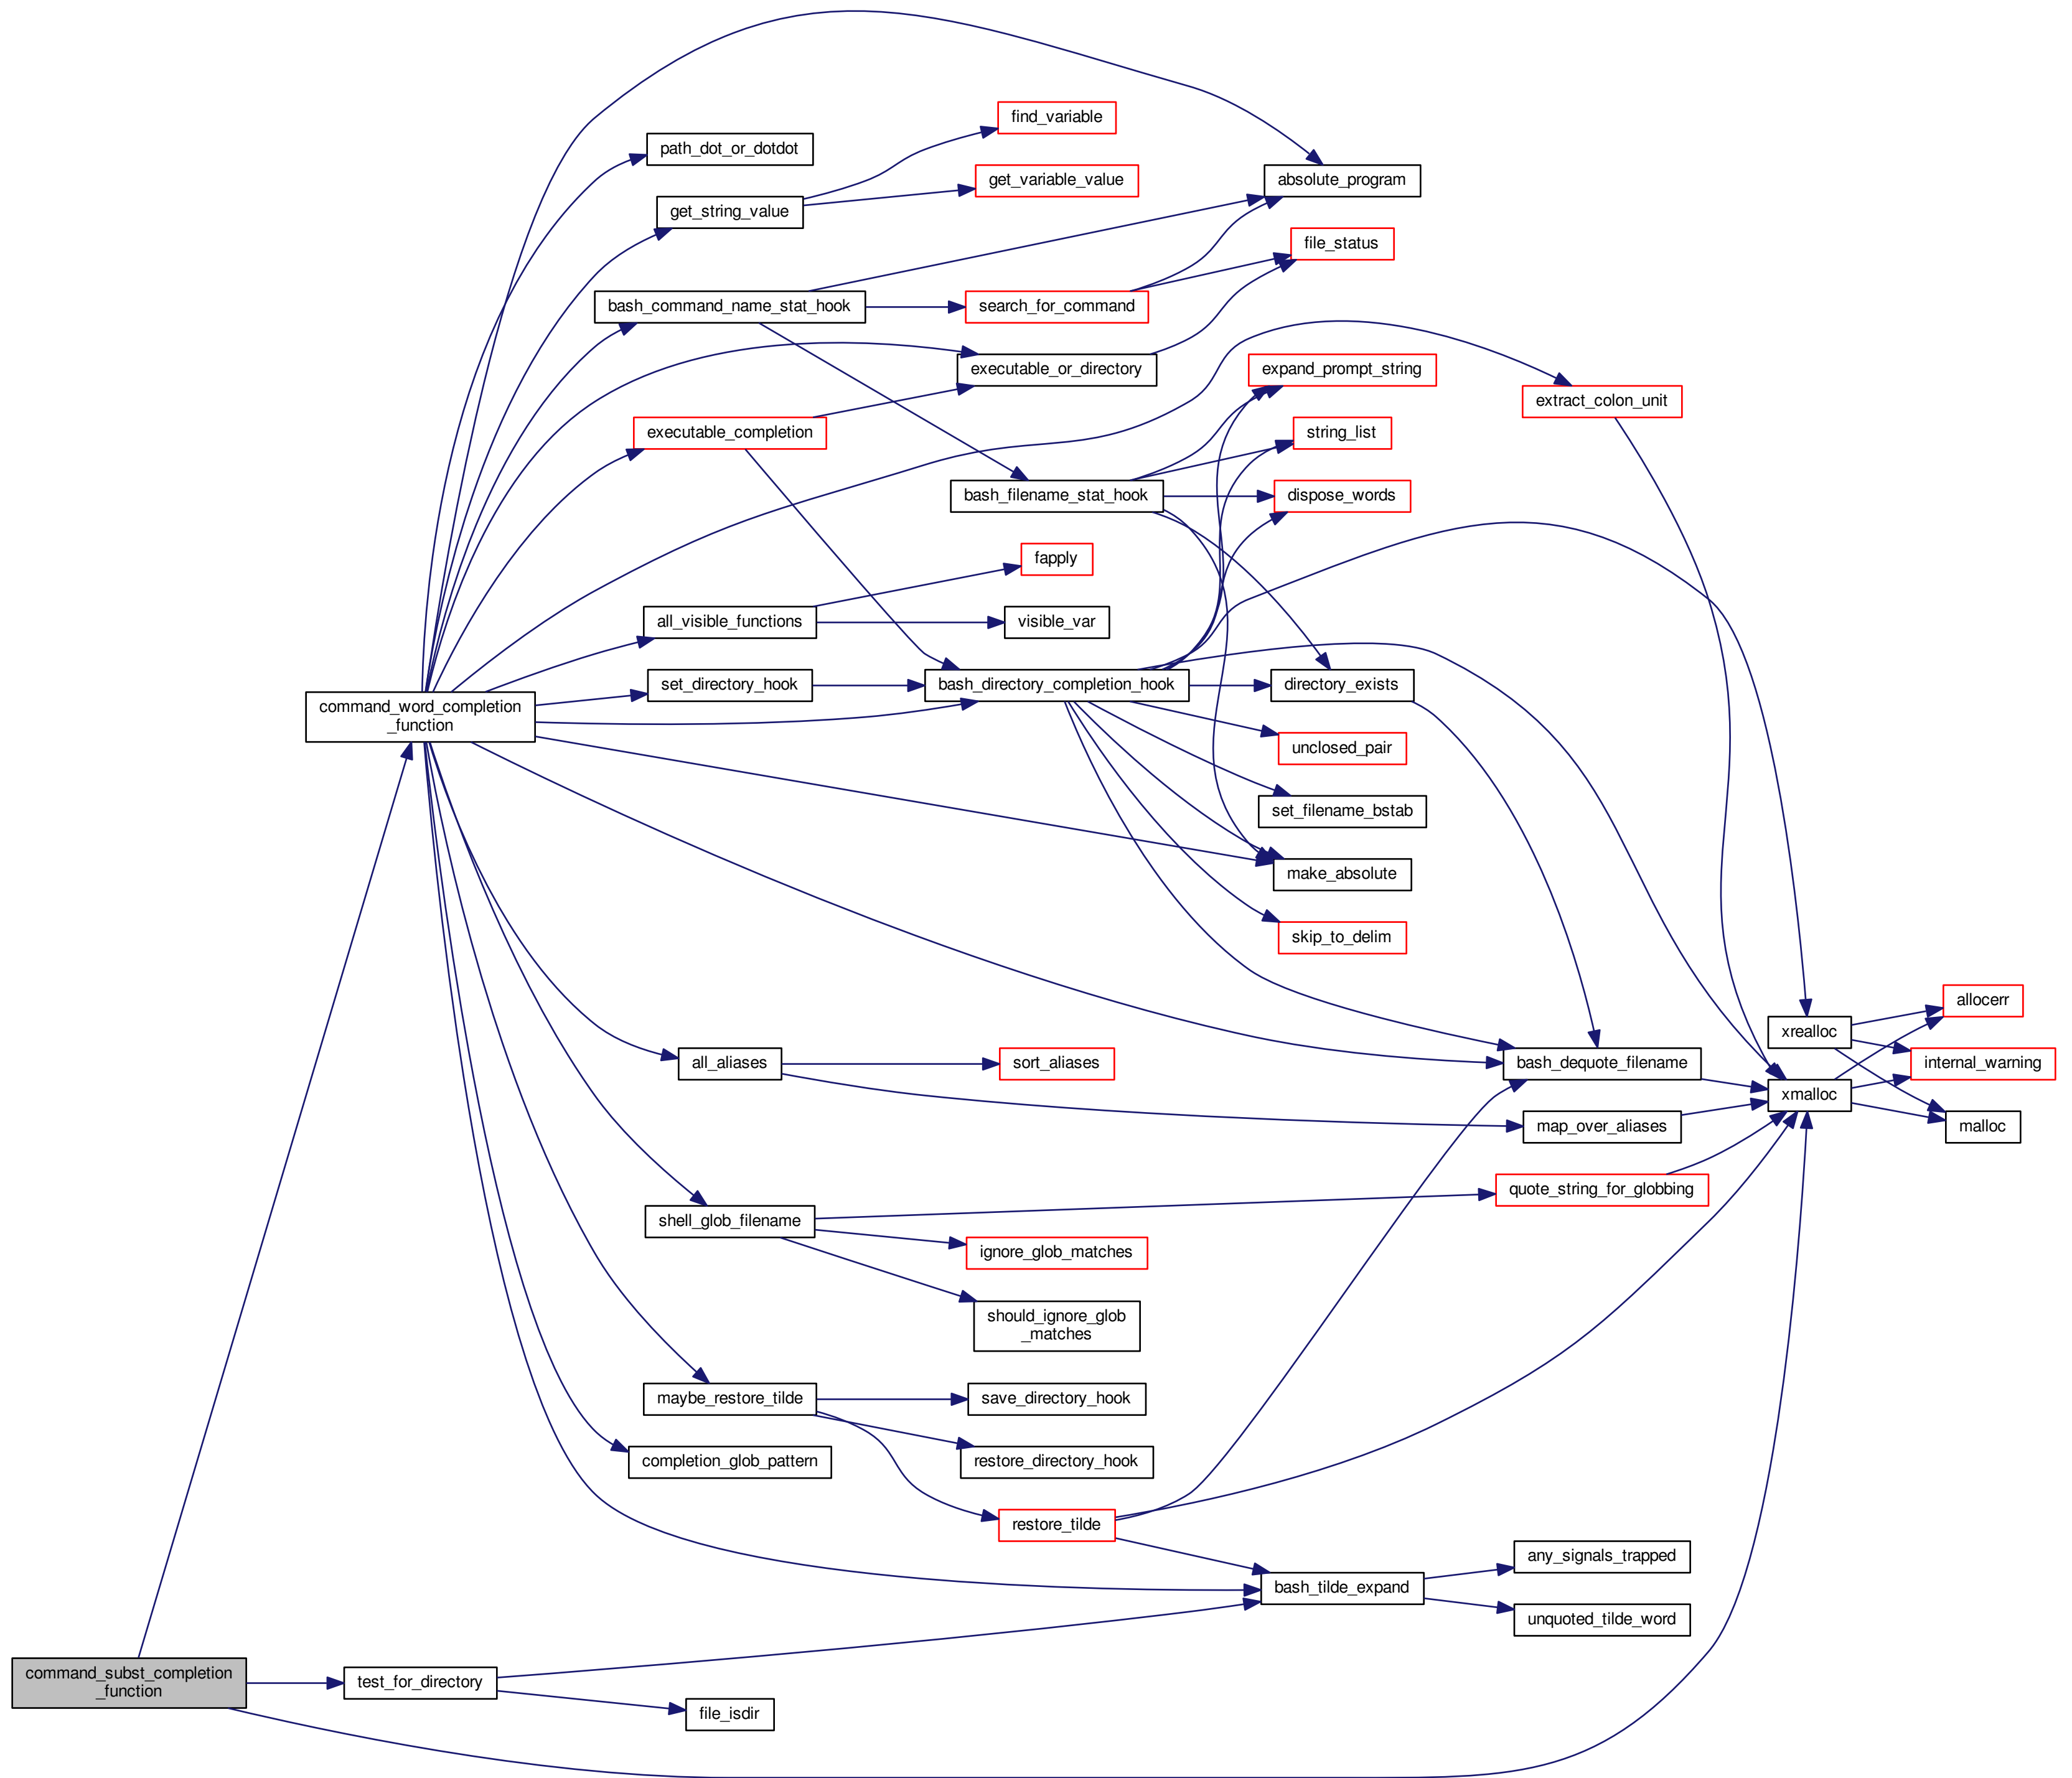 find_variable
path_dot_or_dotdot
get_variable_value
absolute_program
get_string_value
file_status
bash_command_name_stat_hook
search_for_command
executable_or_directory
expand_prompt_string
extract_colon_unit
executable_completion
string_list
bash_filename_stat_hook
dispose_words
fapply
all_visible_functions
visible_var
set_directory_hook
bash_directory_completion_hook
directory_exists
command_word_completion
_function
unclosed_pair
set_filename_bstab
make_absolute
skip_to_delim
allocerr
xrealloc
all_aliases
sort_aliases
bash_dequote_filename
internal_warning
xmalloc
map_over_aliases
malloc
quote_string_for_globbing
shell_glob_filename
ignore_glob_matches
should_ignore_glob
_matches
maybe_restore_tilde
save_directory_hook
completion_glob_pattern
restore_directory_hook
restore_tilde
any_signals_trapped
bash_tilde_expand
unquoted_tilde_word
command_subst_completion
_function
test_for_directory
file_isdir